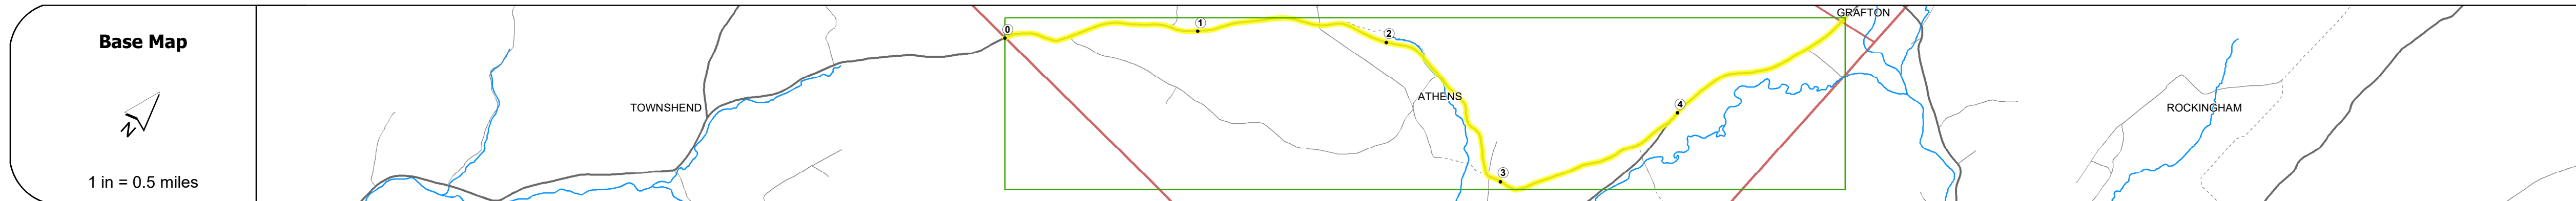 Base Map
N
1 in = 0.5 miles
TOWNSHEND
0
1
2
ATHENS
3
4
GRAFTON
ROCKINGHAM